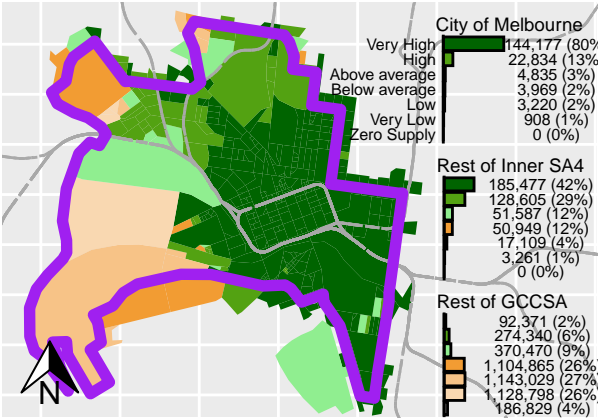 City of Melbourne
Very High 144,177 (80%
High 22,834 (13%
Above average 4,835 (3%)
Below average 3,969 (2%)
Low 3,220 (2%)
Very Low 908 (1%)
Zero Supply 0 (0%)
Rest of Inner SA4
185,477 (42%)
128,605 (29%)
51,587 (12%)
50,949 (12%)
17,109 (4%)
3,261 (1%)
0 (0%)
Rest of GCCSA
92,371 (2%)
274,340 (6%)
370,470 (9%)
1,104,865 (26%
1,143,029 (27%
1,128,798 (26%
186,829 (4%)
N